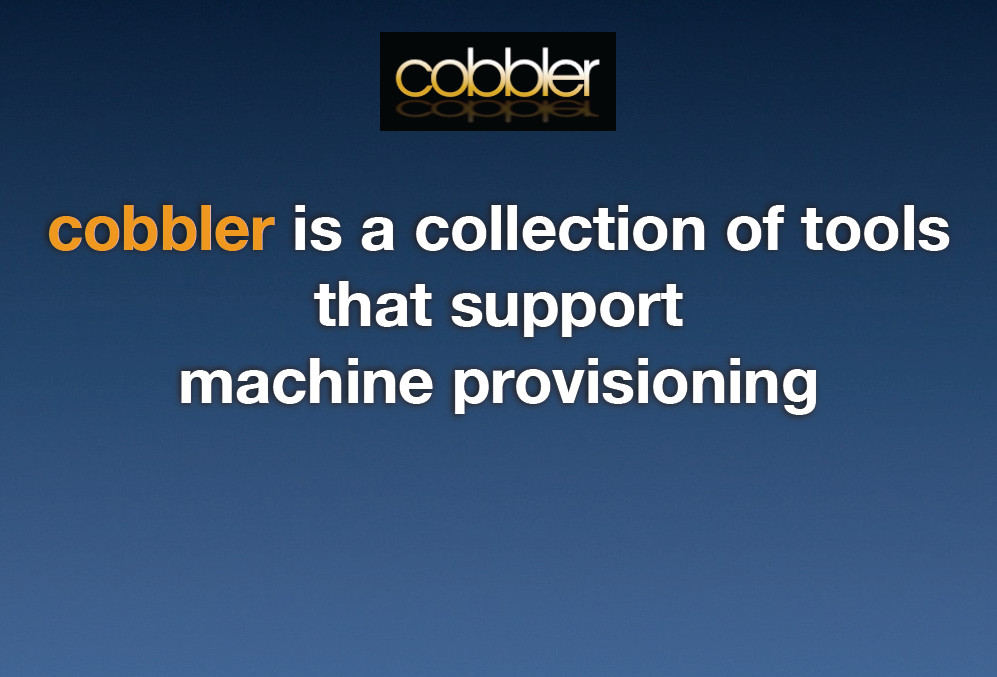 cobbler
cobbler is a collection of tools
that support
machine provisioning